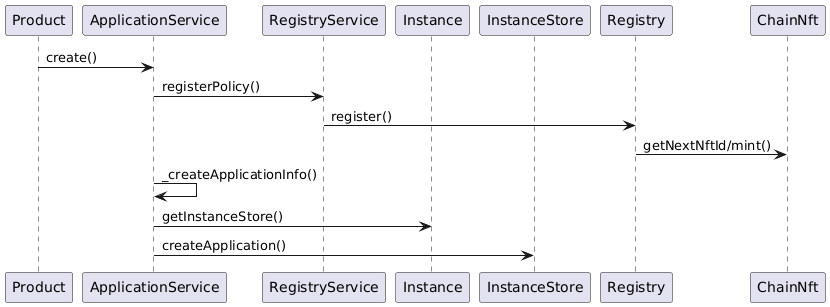 Product ApplicationService RegistryService Instance InstanceStore Registry ChainNft
create()
registerPolicy()
register()
getNextNftId/mint()
_createApplicationInfo()
getInstanceStore()
createApplication()
Product ApplicationService RegistryService Instance InstanceStore Registry ChainNft